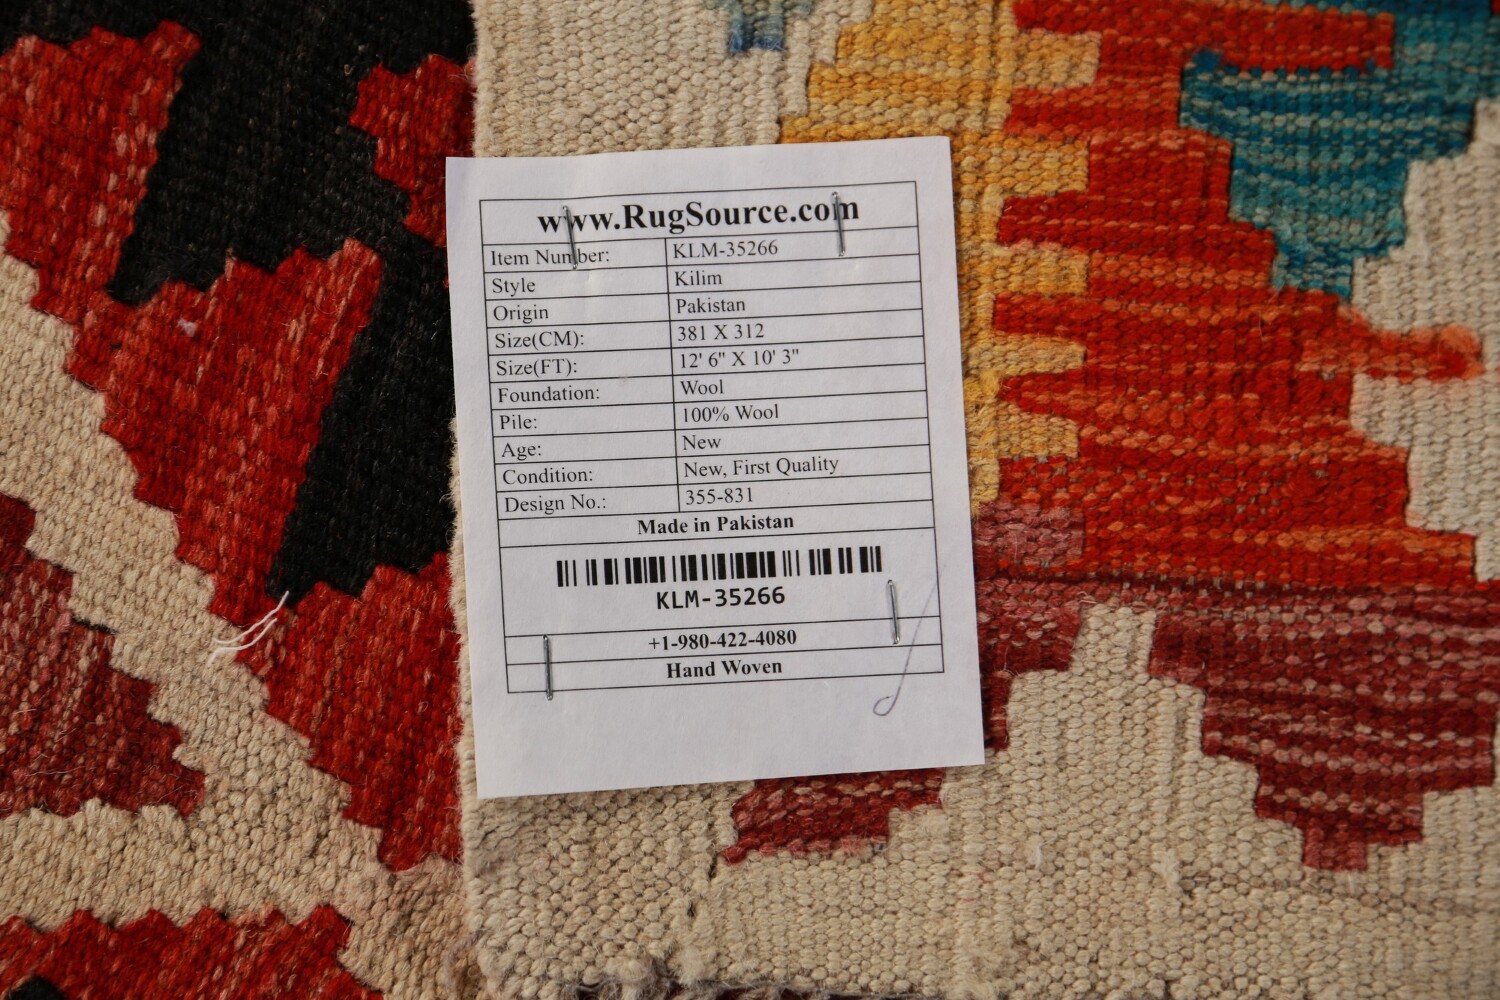 www.RugSource.com
Item Number: KLM-35266
Style Kilim
Origin Pakistan
Size(CM): 381 X 312
Size(FT): 12' 6" X 10' 3"
Foundation: Wool
Pile: 100% Wool
Age: New
Condition: New, First Quality
Design No.: 355-831
Made in Pakistan
KLM-35266
+1-980-422-4080
Hand Woven